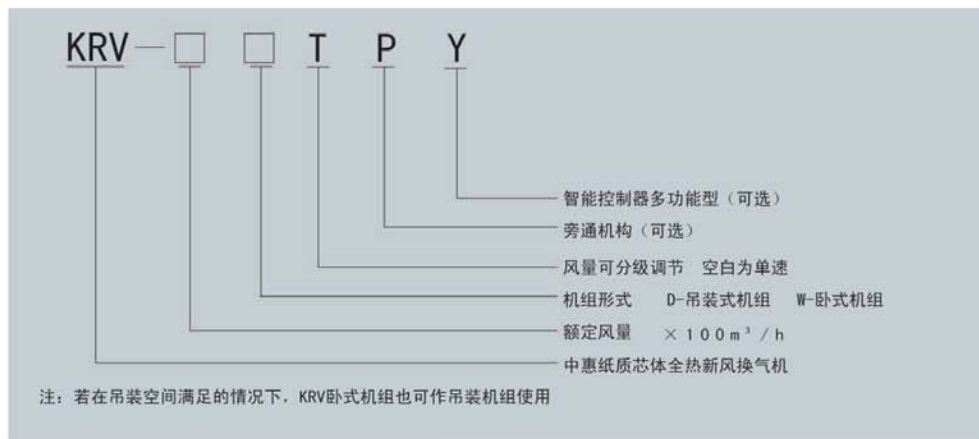 KRV—□ □ T P Y
智能控制器多功能型（可选）
旁通机构（可选）
风量可分级调节 空白为单速
机组形式 D-吊装式机组 W-卧式机组
额定风量 ×100m³/h
中惠纸质芯体全热新风换气机
注：若在吊装空间满足的情况下，KRV卧式机组也可作吊装机组使用